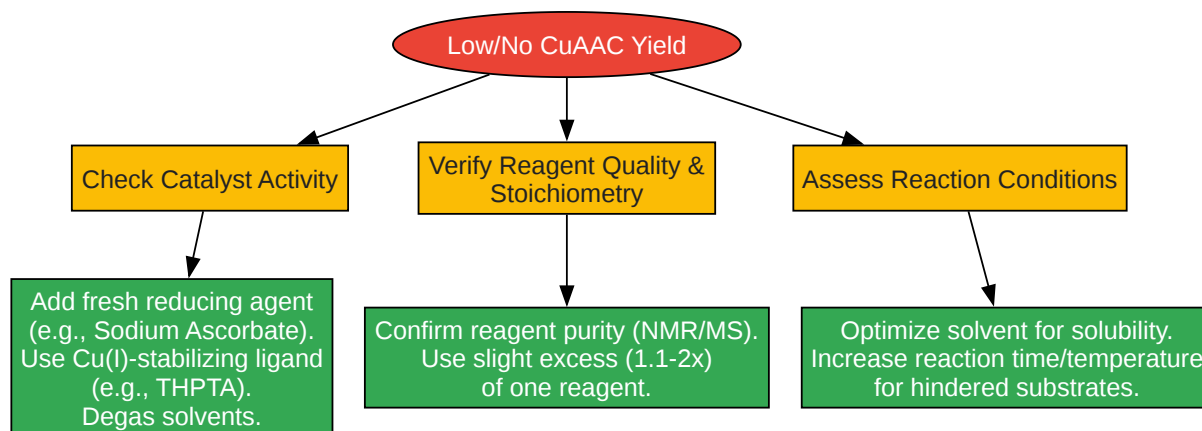 Low/No CuAAC Yield
Check Catalyst Activity
Verify Reagent Quality &
Stoichiometry
Assess Reaction Conditions
Add fresh reducing agent
(e.g., Sodium Ascorbate).
Use Cu(I)-stabilizing ligand
(e.g., THPTA).
Degas solvents.
Confirm reagent purity (NMR/MS).
Use slight excess (1.1-2x)
of one reagent.
Optimize solvent for solubility.
Increase reaction time/temperature
for hindered substrates.